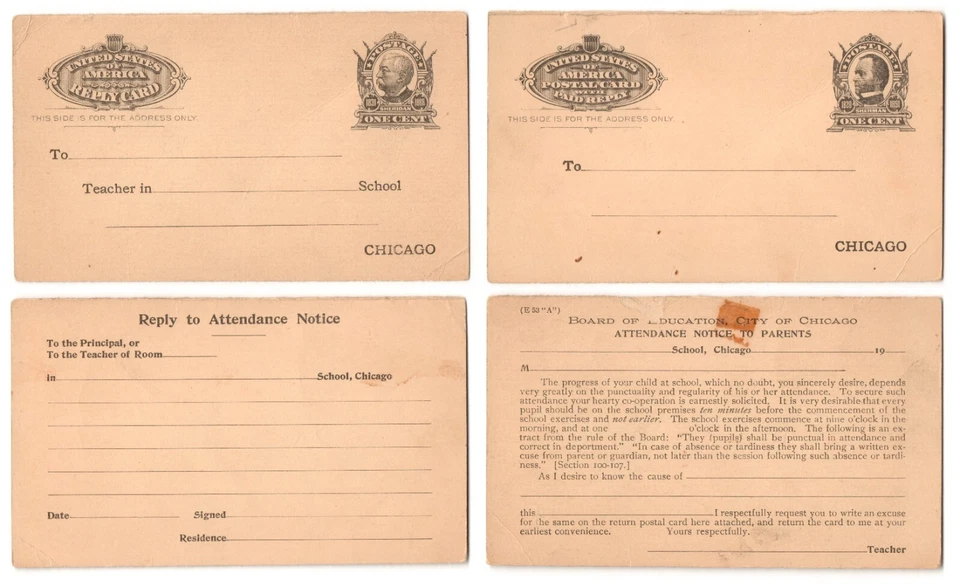 UNITED STATES
OF
AMERICA
REPLY CARD
THIS SIDE IS FOR THE ADDRESS ONLY.
POSTAGE
SHERIDAN
ONE CENT
To
Teacher in School
CHICAGO
UNITED STATES
OF
AMERICA
POSTAL CARD
WITH
PAID REPLY
THIS SIDE IS FOR THE ADDRESS ONLY.
POSTAGE
SHERMAN
ONE CENT
To
CHICAGO
Reply to Attendance Notice
To the Principal, or
To the Teacher of Room
in School, Chicago
Date Signed
Residence
(E 53 "A")
BOARD OF EDUCATION, CITY OF CHICAGO
ATTENDANCE NOTICE TO PARENTS
School, Chicago 19
M
The progress of your child at school, which no doubt, you sincerely desire, depends
very greatly on the punctuality and regularity of his or her attendance. To secure such
attendance your hearty co-operation is earnestly solicited. It is very desirable that every
pupil should be on the school premises ten minutes before the commencement of the
school exercises and not earlier. The school exercises commence at nine o'clock in the
morning, and at one o'clock in the afternoon. The following is an ex-
tract from the rule of the Board: "They (pupils) shall be punctual in attendance and
correct in department." "In case of absence or tardiness they shall bring a written ex-
cuse from parent or guardian, not later than the session following such absence or tardi-
ness." [Section 100-107.]
As I desire to know the cause of
this I respectfully request you to write an excuse
for the same on the return postal card here attached, and return the card to me at your
earliest convenience. Yours respectfully,
Teacher